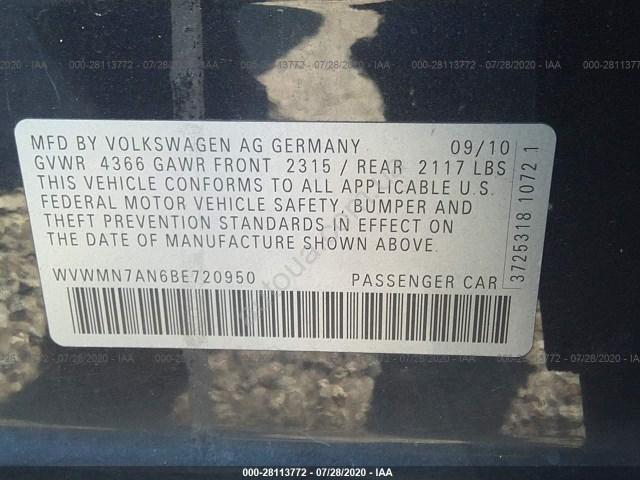 000-28113772 - 07/28/2020 - IAA
MFD BY VOLKSWAGEN AG GERMANY 09/10
GVWR 4366 GAWR FRONT 2315 / REAR 2117 LBS
THIS VEHICLE CONFORMS TO ALL APPLICABLE U.S.
FEDERAL MOTOR VEHICLE SAFETY, BUMPER AND
THEFT PREVENTION STANDARDS IN EFFECT ON
THE DATE OF MANUFACTURE SHOWN ABOVE.
WVWMN7AN6BE720950 PASSENGER CAR
3725318 1072 1
000-28113772 - 07/28/2020 - IAA